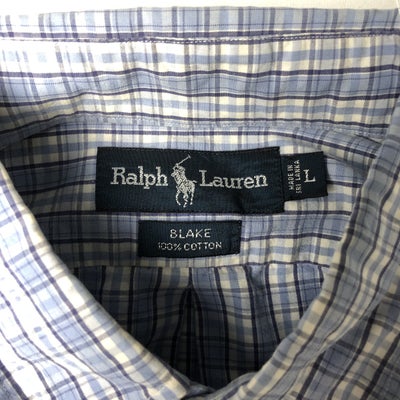 Ralph Lauren
MADE IN
SRI LANKA
L
BLAKE
100% COTTON